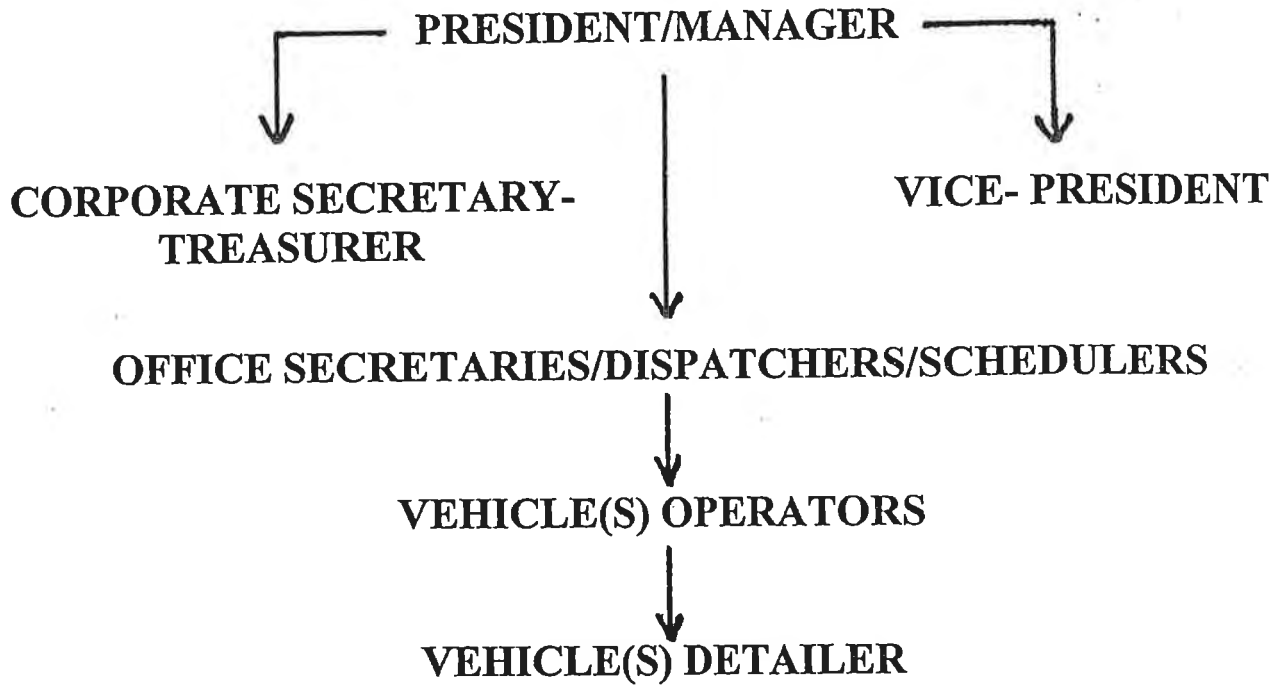 PRESIDENT/MANAGER
CORPORATE SECRETARY-
TREASURER
VICE- PRESIDENT
OFFICE SECRETARIES/DISPATCHERS/SCHEDULERS
VEHICLE(S) OPERATORS
VEHICLE(S) DETAILER